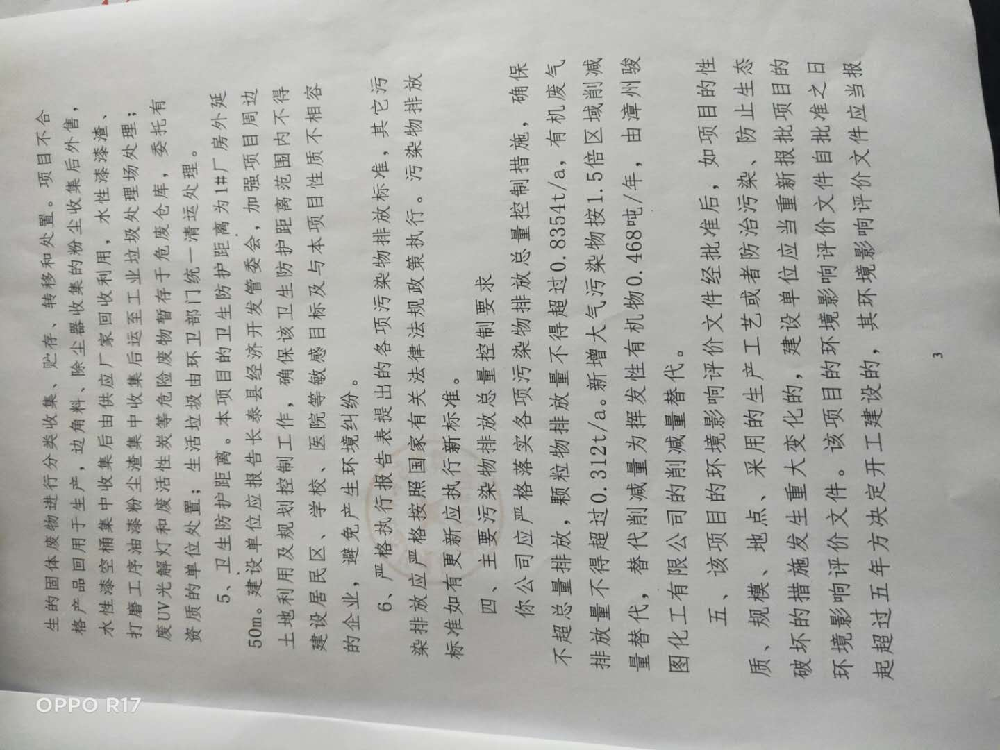 生的固体废物进行分类收集、贮存、转移和处置。项目不合
格产品回用于生产，边角料、除尘器收集的粉尘收集后外售，
水性漆空桶集中收集后由供应厂家回收利用，水性漆漆渣、
打磨工序油漆粉尘渣集中收集后运至工业垃圾处理场处理；
废UV光解灯和废活性炭等危险废物暂存于危废仓库，委托有
资质的单位处置；生活垃圾由环卫部门统一清运处理。
5、卫生防护距离。本项目的卫生防护距离为1#厂房外延
50m。建设单位应报告长泰县经济开发管委会，加强项目周边
土地利用及规划控制工作，确保该卫生防护距离范围内不得
建设居民区、学校、医院等敏感目标及与本项目性质不相容
的企业，避免产生环境纠纷。
6、严格执行报告表提出的各项污染物排放标准，其它污
染排放应严格按照国家有关法律法规政策执行。污染物排放
标准如有更新应执行新标准。
四、主要污染物排放总量控制要求
你公司应严格落实各项污染物排放总量控制措施，确保
不超总量排放，颗粒物排放量不得超过0.8354t/a，有机废气
排放量不得超过0.312t/a。新增大气污染物按1.5倍区域削减
量替代，替代削减量为挥发性有机物0.468吨/年，由漳州骏
图化工有限公司的削减量替代。
五、该项目的环境影响评价文件经批准后，如项目的性
质、规模、地点、采用的生产工艺或者防治污染、防止生态
破坏的措施发生重大变化的，建设单位应当重新报批项目的
环境影响评价文件。该项目的环境影响评价文件自批准之日
起超过五年方决定开工建设的，其环境影响评价文件应当报
3
OPPO R17